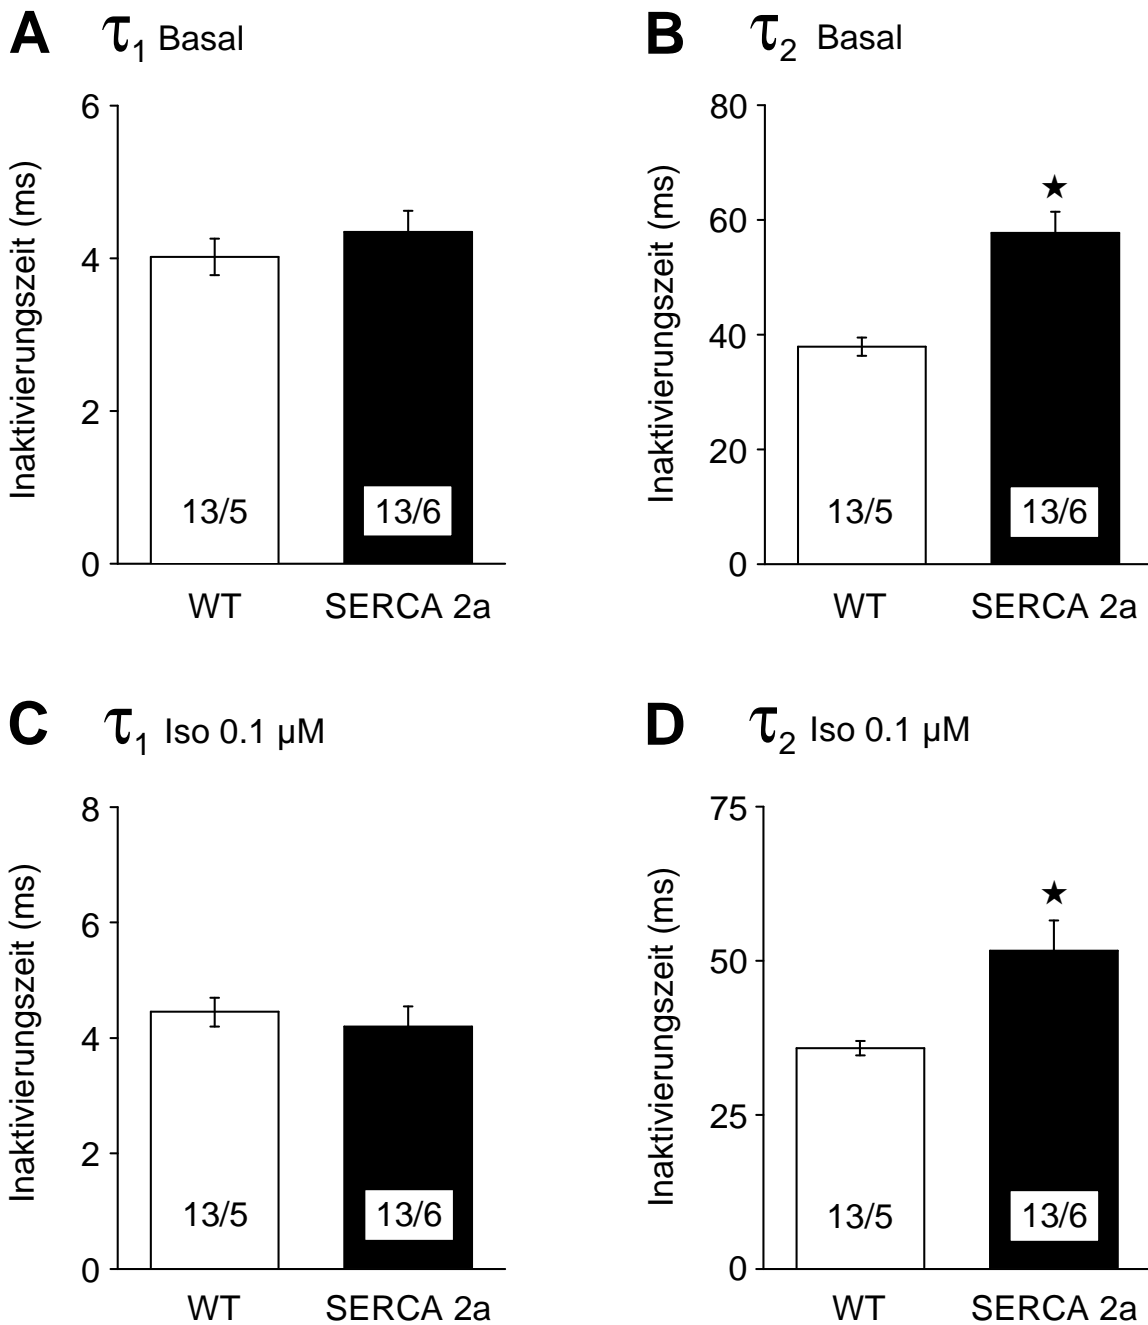 A τ1 Basal
6
4
2
0
Inaktivierungszeit (ms)
13/5
13/6
WT
SERCA 2a
B τ2 Basal
80
60
40
20
0
Inaktivierungszeit (ms)
★
13/5
13/6
WT
SERCA 2a
C τ1 Iso 0.1 µM
8
6
4
2
0
Inaktivierungszeit (ms)
13/5
13/6
WT
SERCA 2a
D τ2 Iso 0.1 µM
75
50
25
0
Inaktivierungszeit (ms)
★
13/5
13/6
WT
SERCA 2a